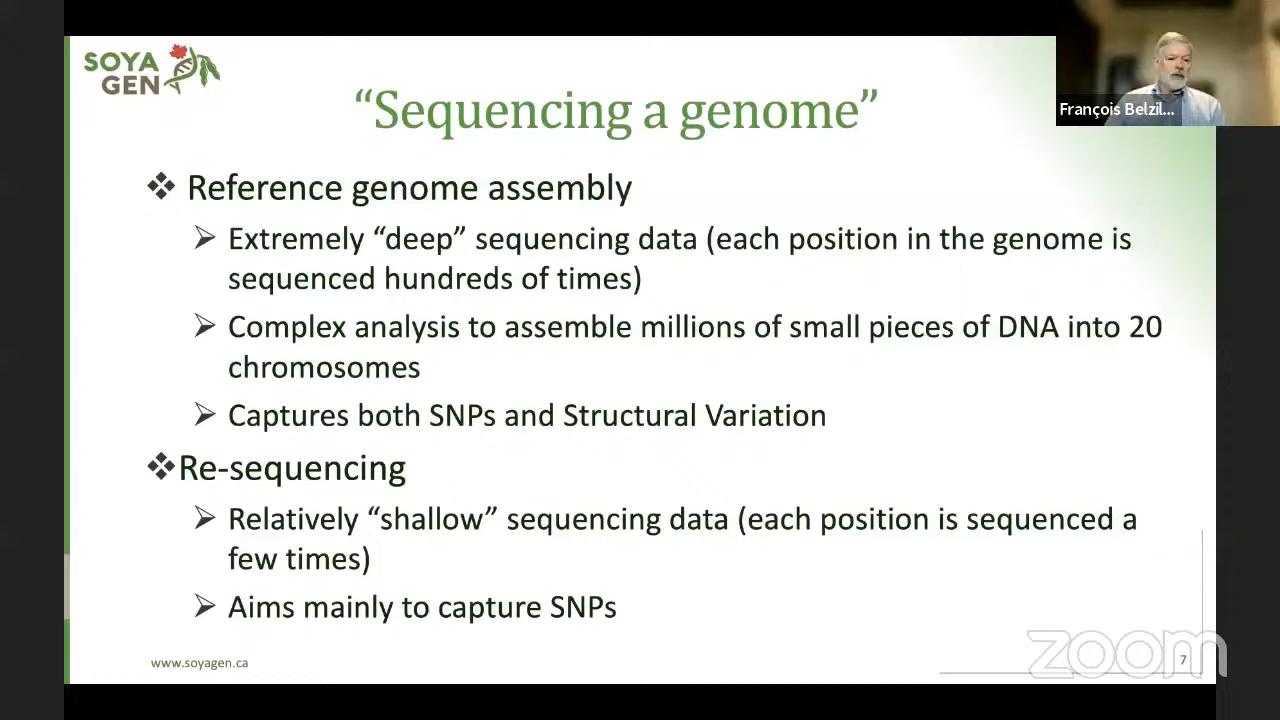 SOYA
GEN
“Sequencing a genome”
François Belzil...
❖ Reference genome assembly
➢ Extremely “deep” sequencing data (each position in the genome is
sequenced hundreds of times)
➢ Complex analysis to assemble millions of small pieces of DNA into 20
chromosomes
➢ Captures both SNPs and Structural Variation
❖Re-sequencing
➢ Relatively “shallow” sequencing data (each position is sequenced a
few times)
➢ Aims mainly to capture SNPs
www.soyagen.ca
zoom
7